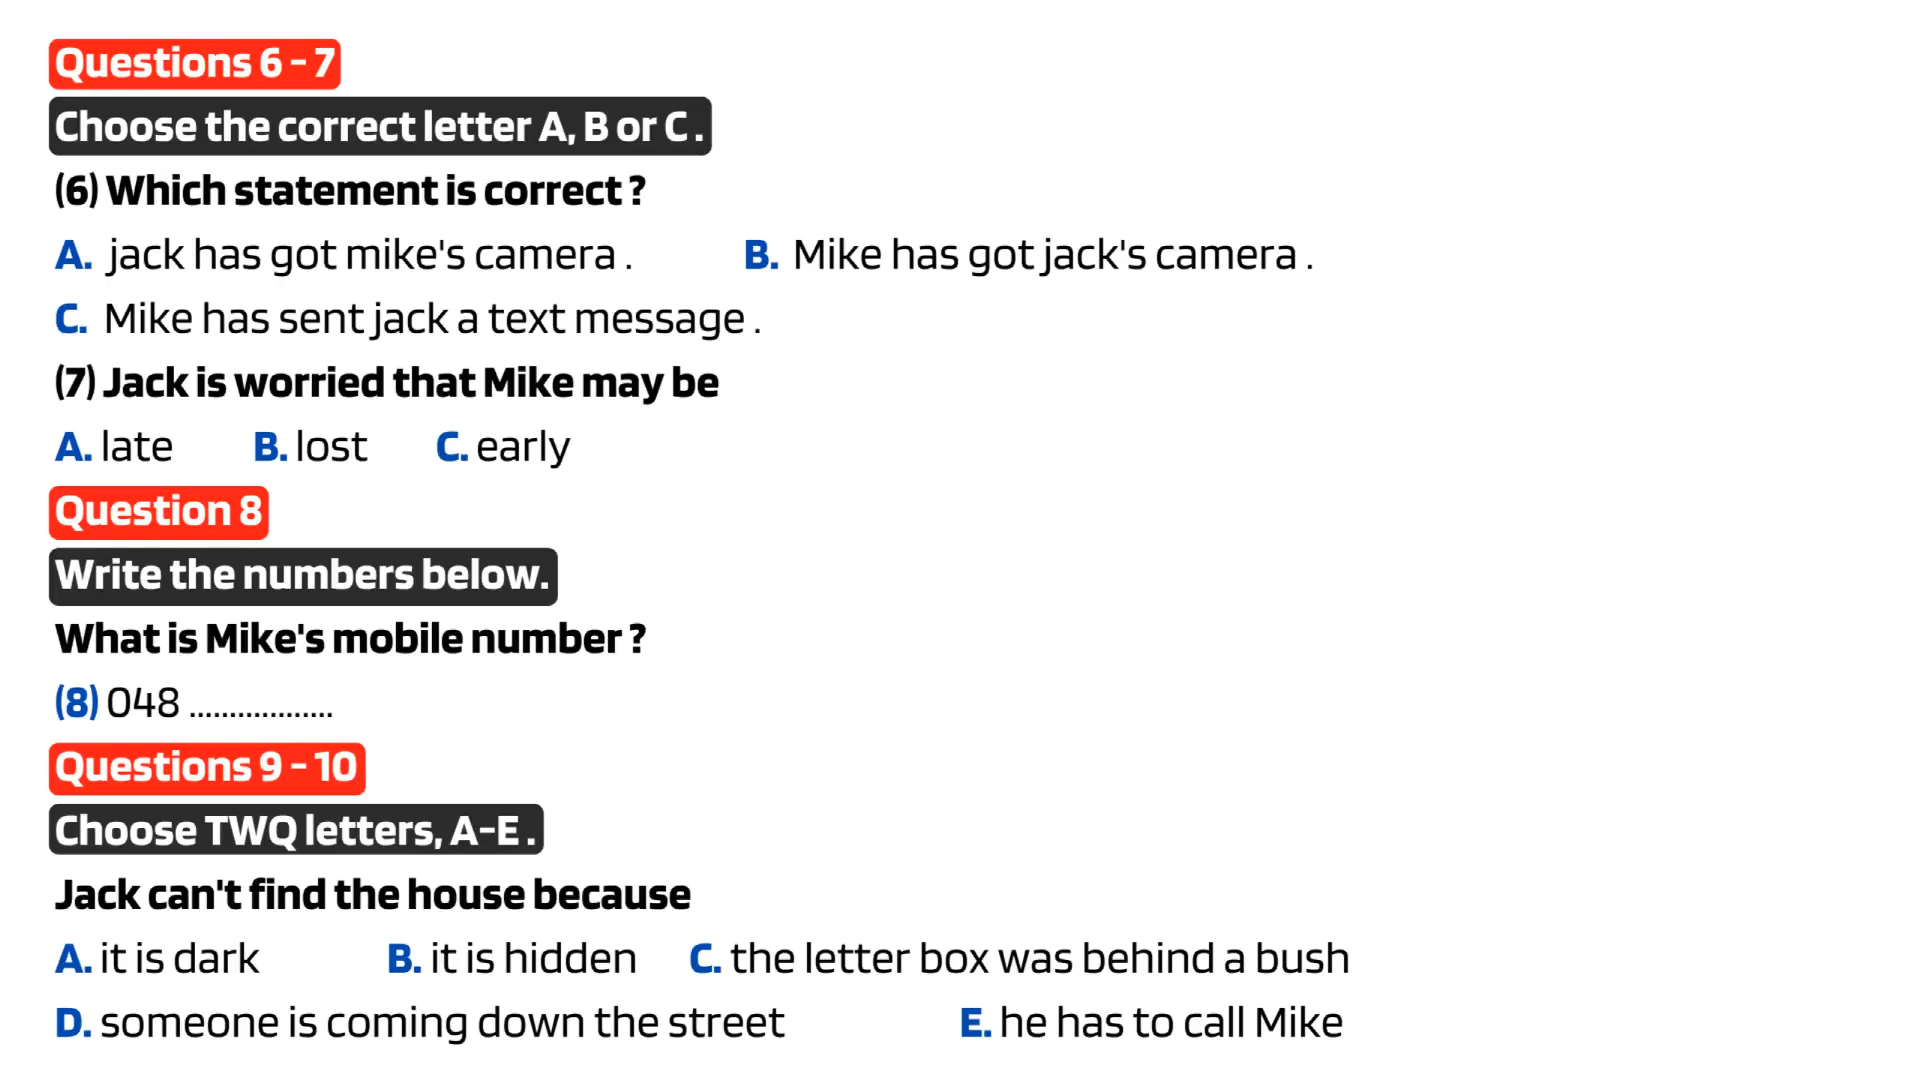 Questions 6 - 7
Choose the correct letter A, B or C .
(6) Which statement is correct ?
A. jack has got mike's camera . B. Mike has got jack's camera .
C. Mike has sent jack a text message .
(7) Jack is worried that Mike may be
A. late B. lost C. early
Question 8
Write the numbers below.
What is Mike's mobile number ?
(8) 048 ..................
Questions 9 - 10
Choose TWQ letters, A-E .
Jack can't find the house because
A. it is dark B. it is hidden C. the letter box was behind a bush
D. someone is coming down the street E. he has to call Mike